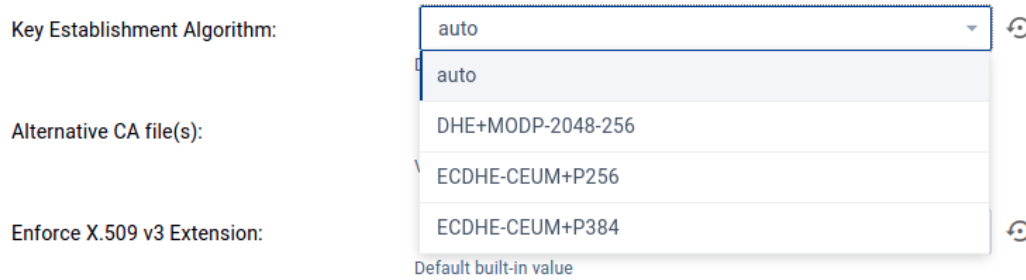 Key Establishment Algorithm:
auto
auto
DHE+MODP-2048-256
Alternative CA file(s):
ECDHE-CEUM+P256
ECDHE-CEUM+P384
Enforce X.509 v3 Extension:
Default built-in value